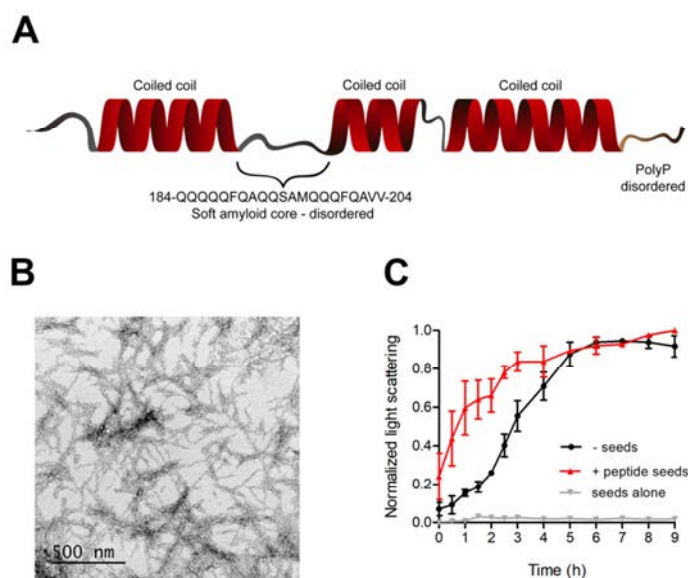 A
Coiled coil
Coiled coil
Coiled coil
184-QQQQQFQAQQSAMQQQFQAVV-204
Soft amyloid core - disordered
PolyP
disordered
B
500 nm
C
Normalized light scattering
1.0
0.8
0.6
0.4
0.2
0.0
0 1 2 3 4 5 6 7 8 9
Time (h)
- seeds
+ peptide seeds
seeds alone